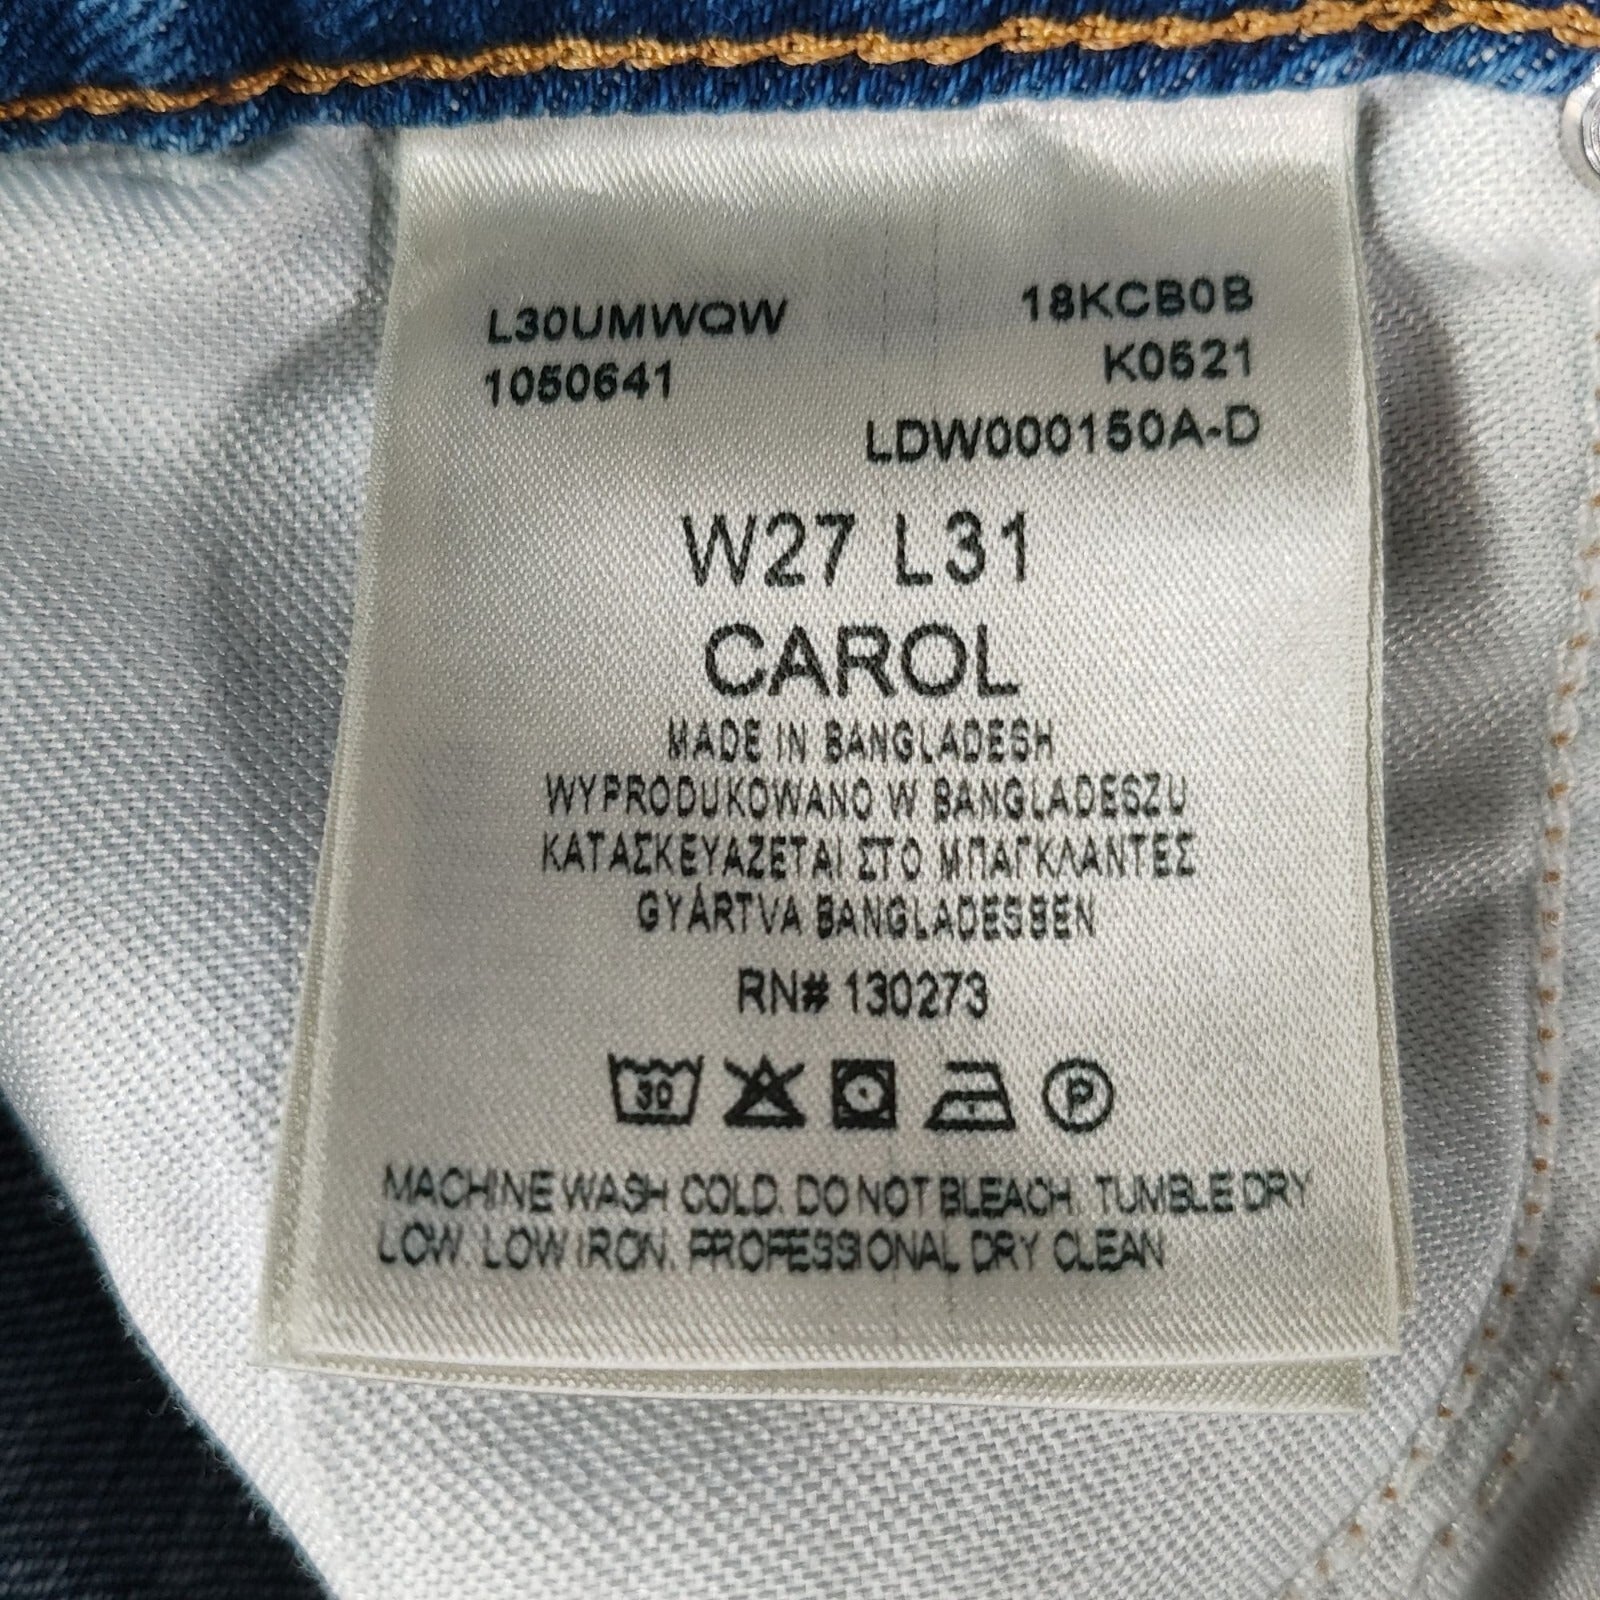 L30UMWQW 18KCB0B
1050641 K0521
LDW000150A-D
W27 L31
CAROL
MADE IN BANGLADESH
WYPRODUKOWANO W BANGLADESZU
ΚΑΤΑΣΚΕΥΑΖΕΤΑΙ ΣΤΟ ΜΠΑΓΚΛΑΝΤΕΣ
GYÁRTVA BANGLADESBEN
RN# 130273
30 P
MACHINE WASH COLD. DO NOT BLEACH. TUMBLE DRY
LOW. LOW IRON. PROFESSIONAL DRY CLEAN